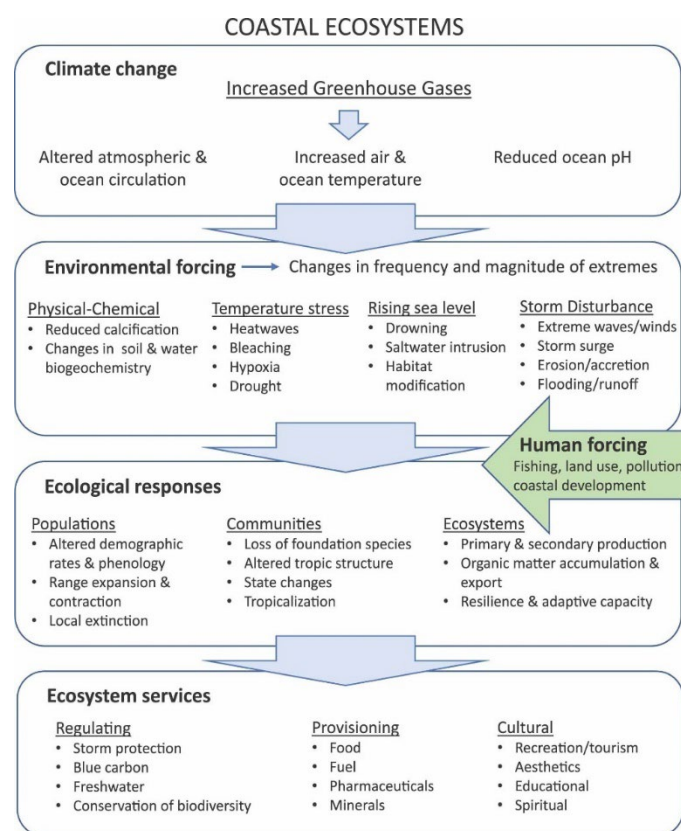 COASTAL ECOSYSTEMS
Climate change
Increased Greenhouse Gases
Altered atmospheric &
ocean circulation
Increased air &
ocean temperature
Reduced ocean pH
Environmental forcing
Changes in frequency and magnitude of extremes
Physical-Chemical
• Reduced calcification
• Changes in soil & water
biogeochemistry
Temperature stress
• Heatwaves
• Bleaching
• Hypoxia
• Drought
Rising sea level
• Drowning
• Saltwater intrusion
• Habitat
modification
Storm Disturbance
• Extreme waves/winds
• Storm surge
• Erosion/accretion
• Flooding/runoff
Human forcing
Fishing, land use, pollution
coastal development
Ecological responses
Populations
• Altered demographic
rates & phenology
• Range expansion &
contraction
• Local extinction
Communities
• Loss of foundation species
• Altered tropic structure
• State changes
• Tropicalization
Ecosystems
• Primary & secondary production
• Organic matter accumulation &
export
• Resilience & adaptive capacity
Ecosystem services
Regulating
• Storm protection
• Blue carbon
• Freshwater
• Conservation of biodiversity
Provisioning
• Food
• Fuel
• Pharmaceuticals
• Minerals
Cultural
• Recreation/tourism
• Aesthetics
• Educational
• Spiritual